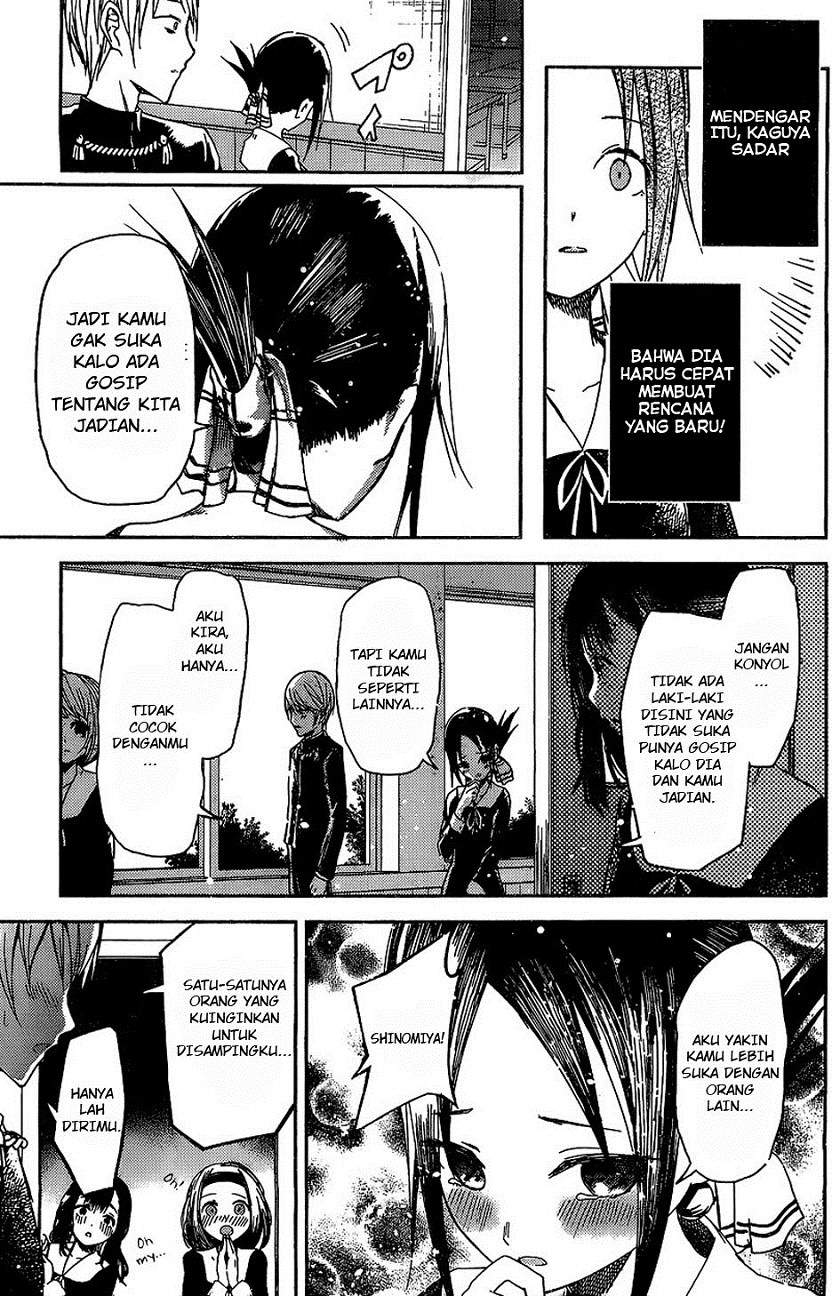 MENDENGAR
ITU, KAGUYA
SADAR
BAHWA DIA
HARUS CEPAT
MEMBUAT
RENCANA
YANG BARU!
ペ
JADI KAMU
GAK SUKA
KALO ADA
GOSIP
TENTANG KITA
JADIAN...
JANGAN
KONYOL
...
TIDAK ADA
LAKI-LAKI
DISINI YANG
TIDAK SUKA
PUNYA GOSIP
KALO DIA
DAN KAMU
JADIAN.
TAPI KAMU
TIDAK
SEPERTI
LAINNYA...
AKU
KIRA,
AKU
HANYA...
TIDAK
COCOK
DENGANMU
...
AKU YAKIN
KAMU LEBIH
SUKA DENGAN
ORANG
LAIN...
SHINOMIYA!
SATU-SATUNYA
ORANG YANG
KUINGINKAN
UNTUK
DISAMPINGKU...
HANYA
LAH
DIRIMU.
Oh!
Oh
my...